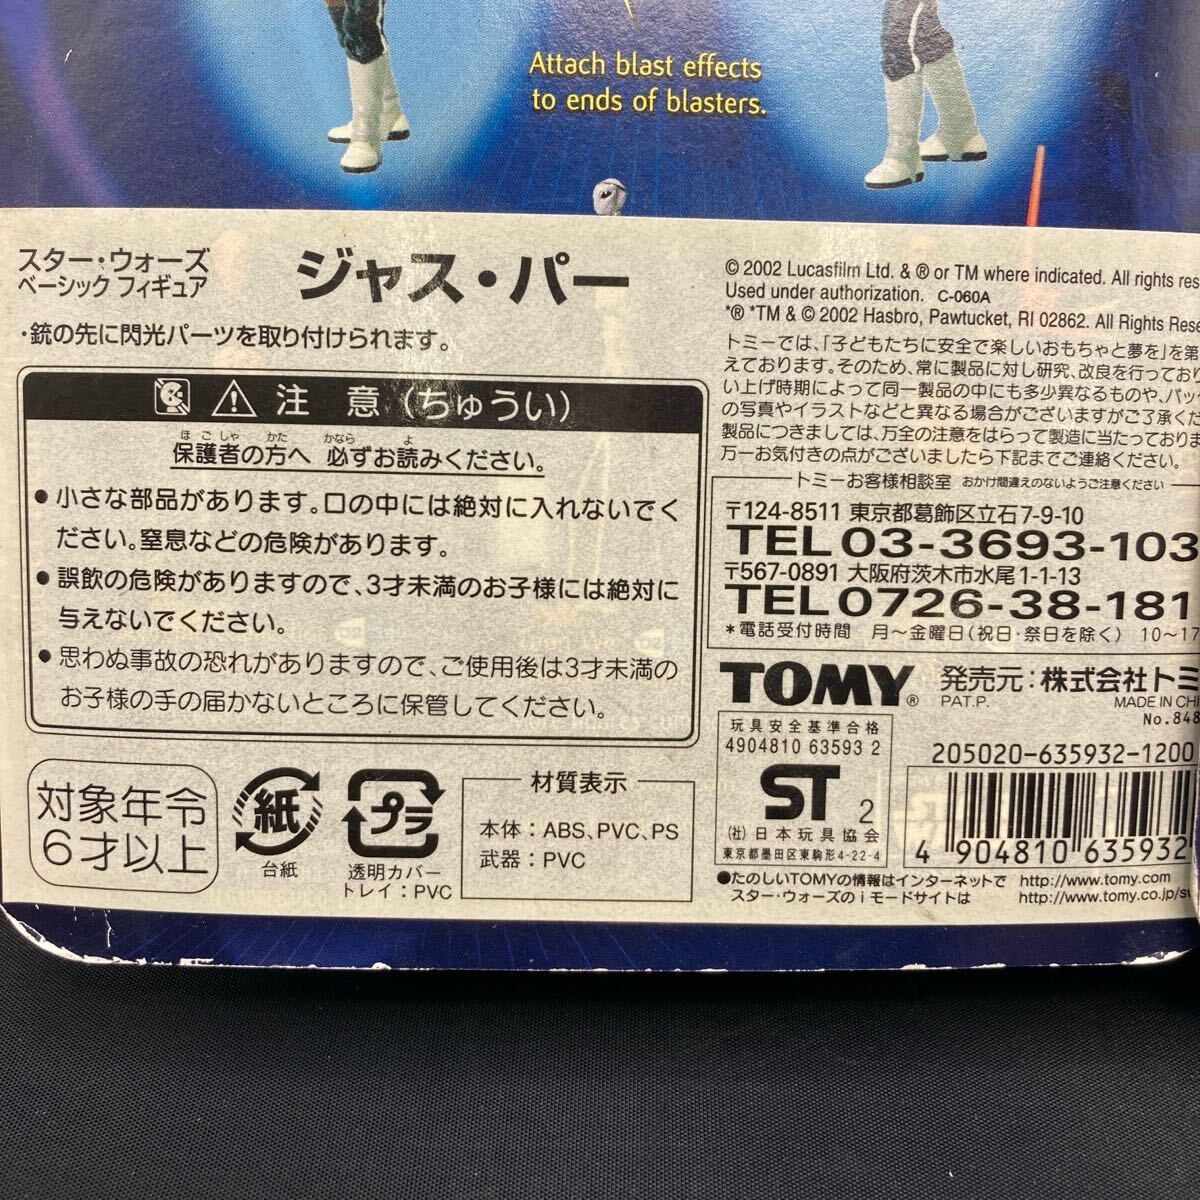 Attach blast effects
to ends of blasters.
スター・ウォーズ
ベーシック フィギュア
ジャス・パー
・銃の先に閃光パーツを取り付けられます。
注 意 (ちゅうい)
ほごしゃ かた かなら よ
保護者の方へ 必ずお読みください。
●小さな部品があります。口の中には絶対に入れないでく
ださい。窒息などの危険があります。
●誤飲の危険がありますので、3才未満のお子様には絶対に
与えないでください。
●思わぬ事故の恐れがありますので、ご使用後は3才未満の
お子様の手の届かないところに保管してください。
対象年令
6才以上
紙
台紙
プラ
透明カバー
トレイ：PVC
材質表示
本体：ABS、PVC、PS
武器：PVC
© 2002 Lucasfilm Ltd. & ® or TM where indicated. All rights res
Used under authorization. C-060A
*® *TM & © 2002 Hasbro, Pawtucket, RI 02862. All Rights Rese
トミーでは、「子どもたちに安全で楽しいおもちゃと夢を」を第
えております。そのため、常に製品に対し研究、改良を行っており
い上げ時期によって同一製品の中にも多少異なるものや、パッケ
の写真やイラストなどと異なる場合がございますがご了承くた
製品につきましては、万全の注意をはらって製造に当たっておりま
万一お気付きの点がございましたら下記までご連絡ください。
トミーお客様相談室 おかけ間違えのないようご注意ください
〒124-8511 東京都葛飾区立石7-9-10
TEL 03-3693-103
〒567-0891 大阪府茨木市水尾1-1-13
TEL 0726-38-181
*電話受付時間 月～金曜日(祝日・祭日を除く) 10～17
TOMY® 発売元：株式会社トミ
PAT.P. MADE IN CHI
No.848
玩具安全基準合格
4904810 63593 2
ST 2
(社)日本玩具協会
東京都墨田区東駒形4-22-4
205020-635932-1200
4 904810 635932
●たのしいTOMYの情報はインターネットで http://www.tomy.com
スター・ウォーズのiモードサイトは http://www.tomy.co.jp/sw